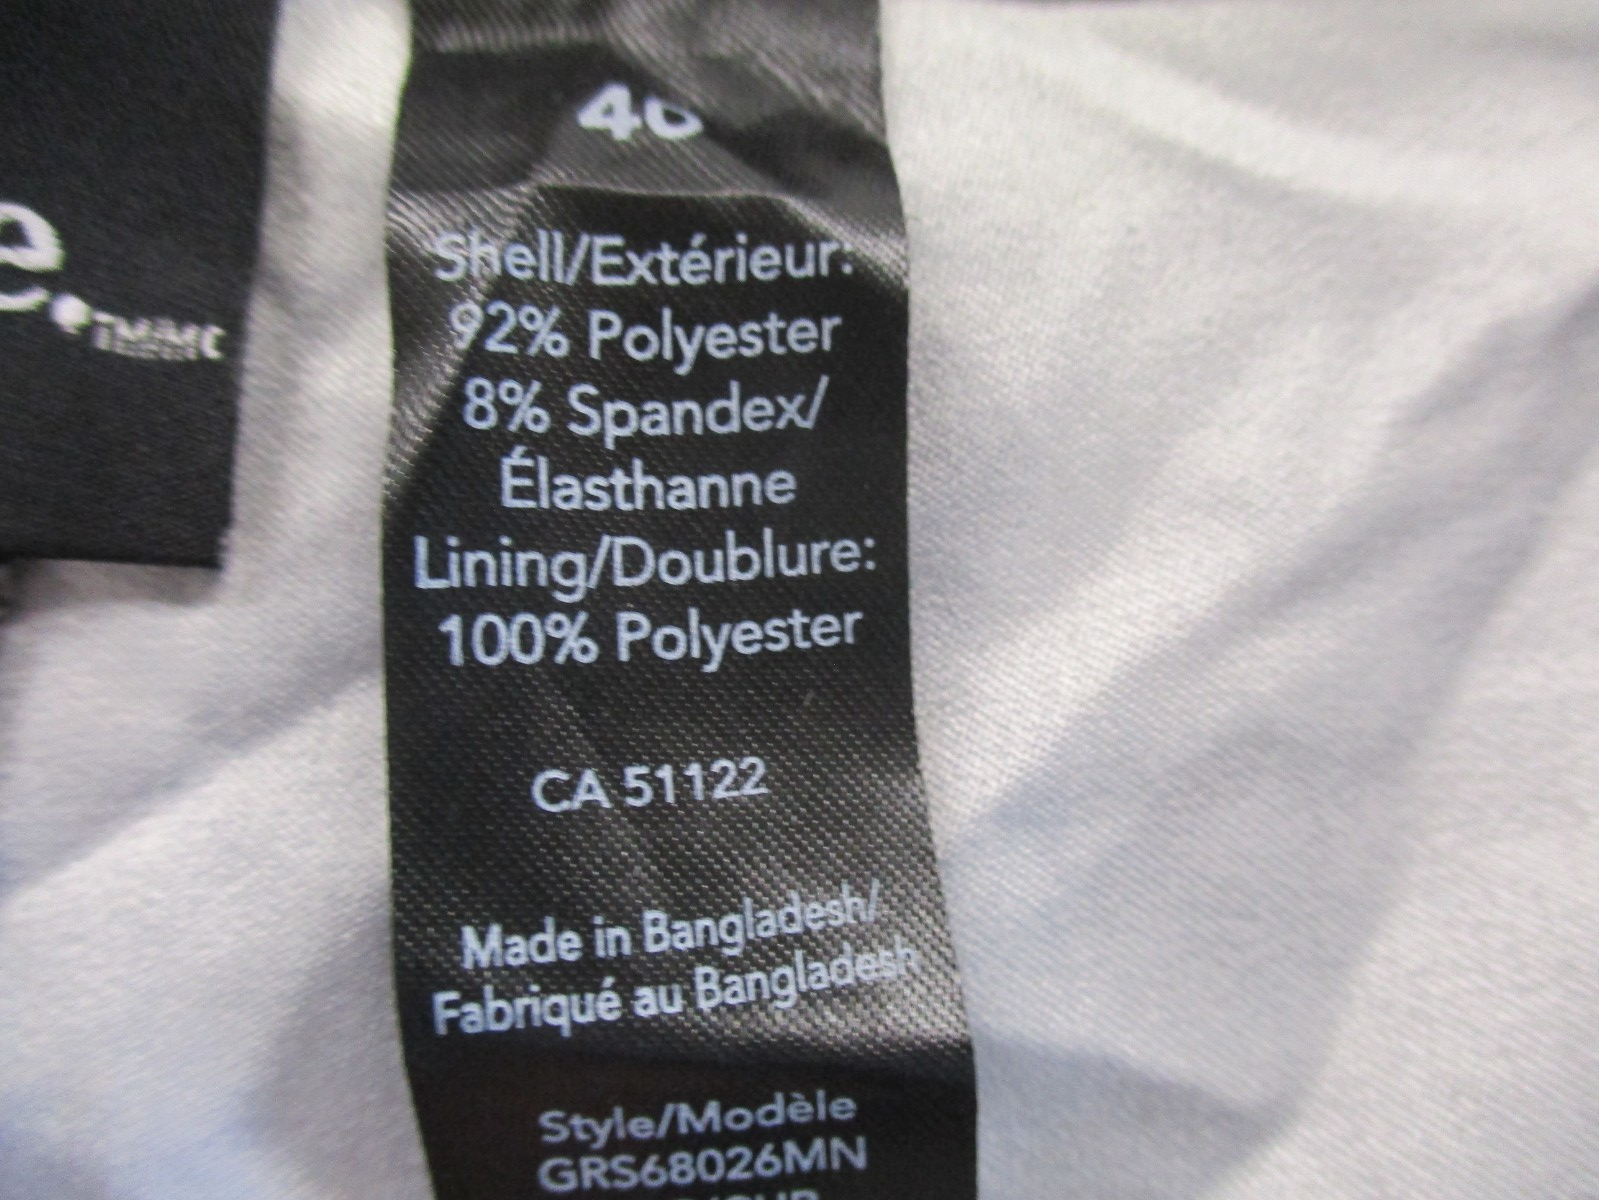 Shell/Extérieur:
92% Polyester
8% Spandex/
Élasthanne
Lining/Doublure:
100% Polyester
CA 51122
Made in Bangladesh/
Fabriqué au Bangladesh
Style/Modèle
GRS68026MN